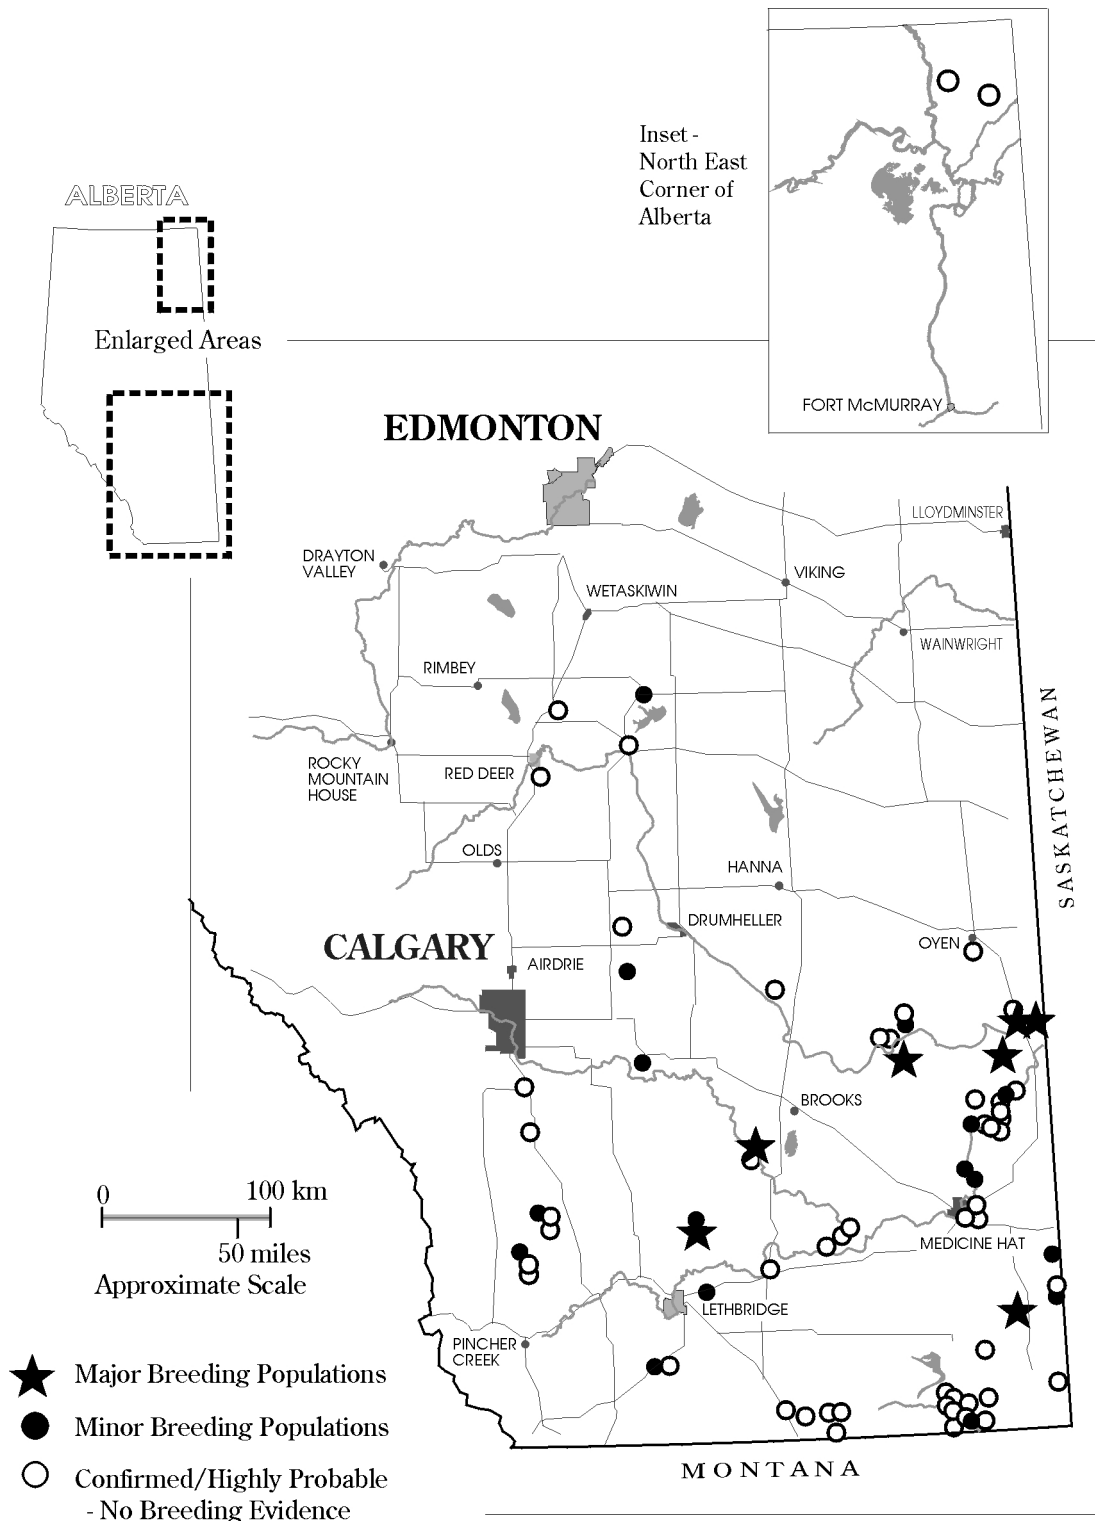 Inset -
North East
Corner of
Alberta
ALBERTA
Enlarged Areas
FORT McMURRAY
EDMONTON
LLOYDMINSTER
DRAYTON
VALLEY
VIKING
WETASKIWIN
WAINWRIGHT
RIMBEY
ROCKY
MOUNTAIN
HOUSE
RED DEER
SASKATCHEWAN
OLDS
HANNA
DRUMHELLER
CALGARY
OYEN
AIRDRIE
BROOKS
0
100 km
50 miles
Approximate Scale
MEDICINE HAT
LETHBRIDGE
PINCHER
CREEK
Major Breeding Populations
Minor Breeding Populations
Confirmed/Highly Probable
- No Breeding Evidence
MONTANA